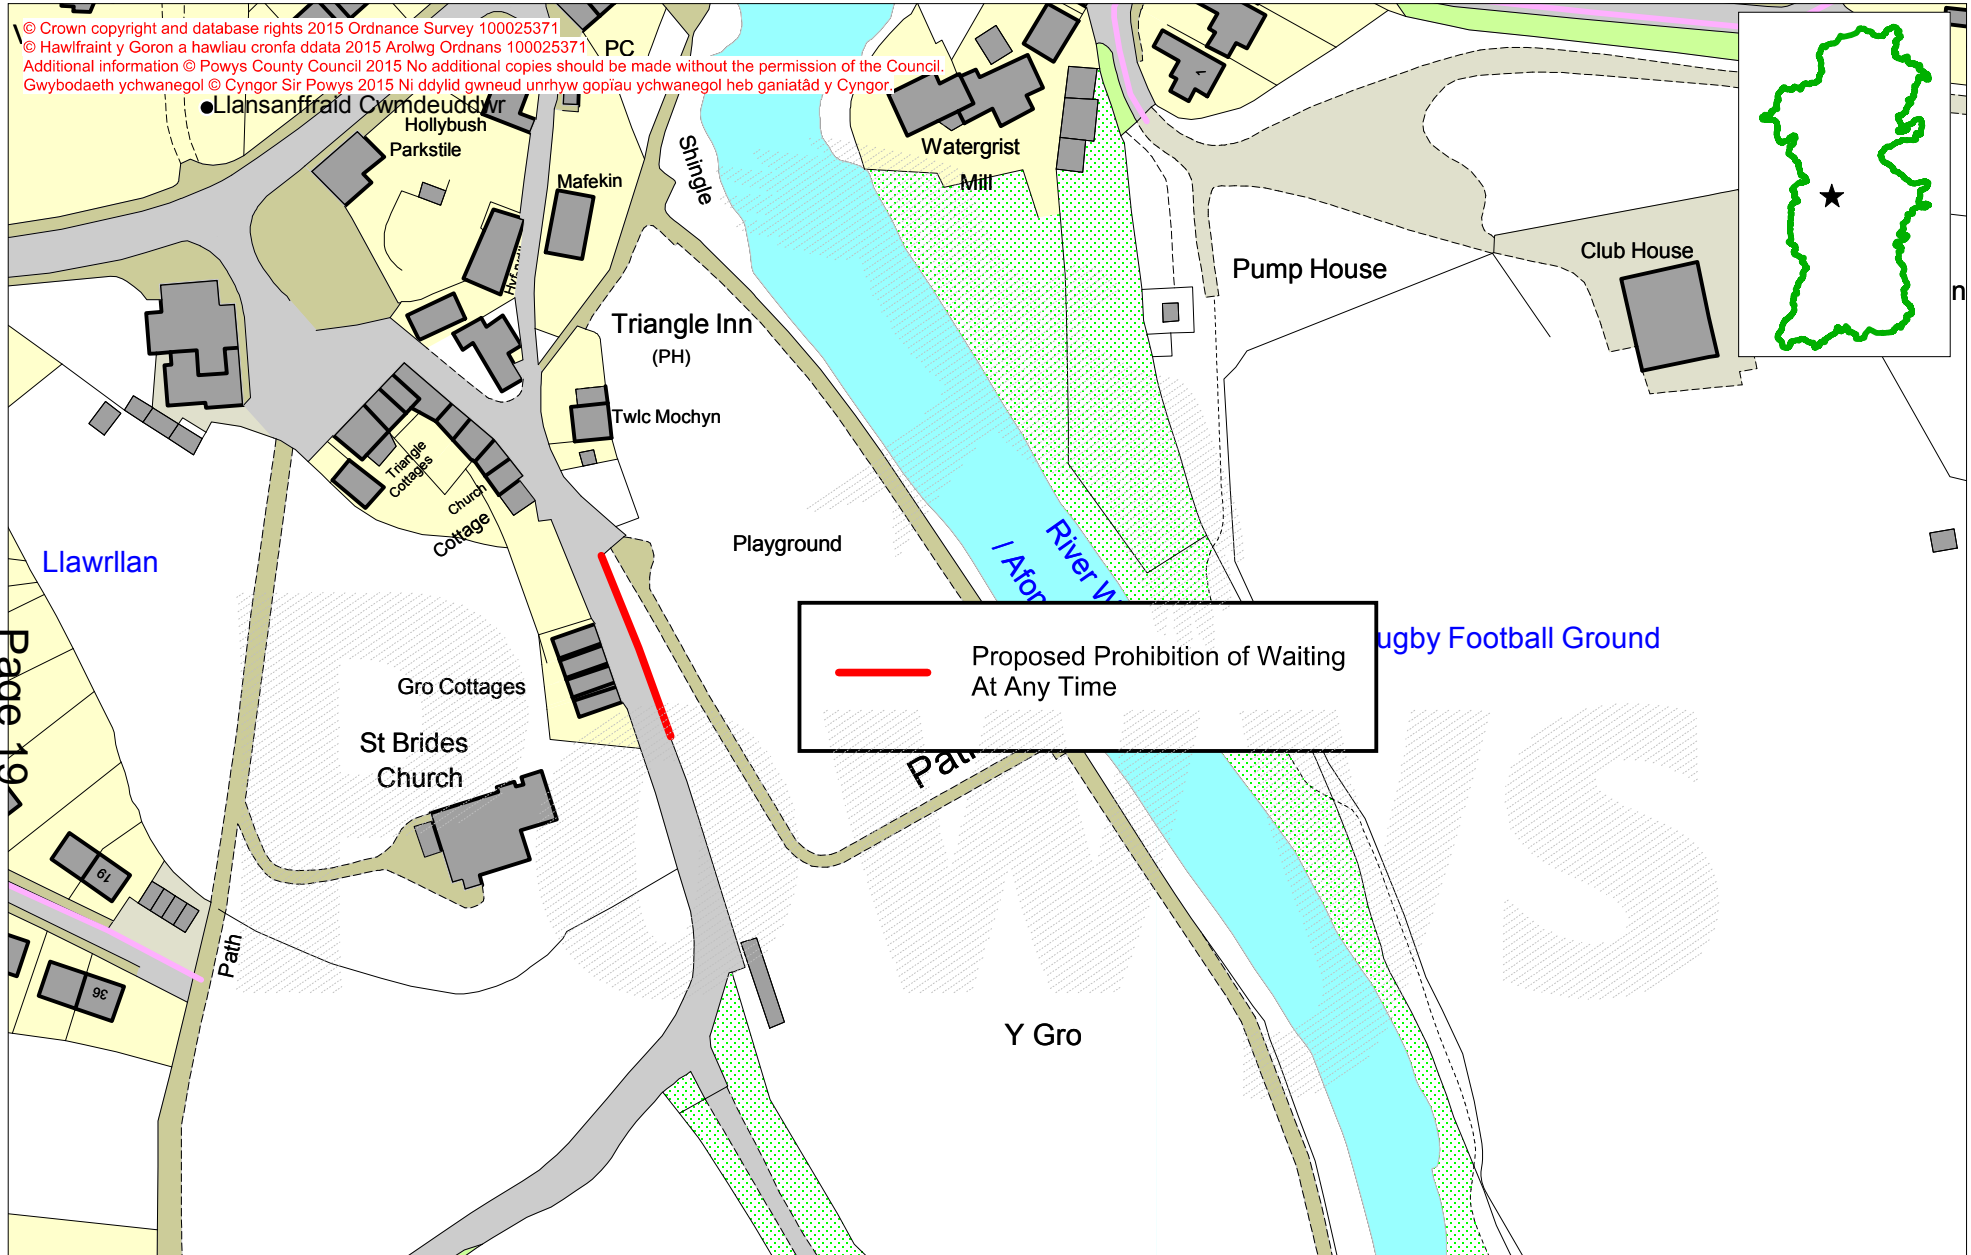 © Crown copyright and database rights 2015 Ordnance Survey 100025371
© Hawlfraint y Goron a hawliau cronfa ddata 2015 Arolwg Ordnans 100025371
Additional information © Powys County Council 2015 No additional copies should be made without the permission of the Council.
Gwybodaeth ychwanegol © Cyngor Sir Powys 2015 Ni ddylid gwneud unrhyw gopïau ychwanegol heb ganiatâd y Cyngor.
PC
Llansanffraid Cwmdeuddwr
Hollybush
Parkstile
Mafekin
Shingle
Watergrist
Mill
7
Pump House
Club House
Triangle Inn
(PH)
Twlc Mochyn
Triangle
Cottages
Church
Cottage
Playground
Llawrllan
River
/ Afon
ugby Football Ground
Proposed Prohibition of Waiting
At Any Time
Page 19
Gro Cottages
St Brides
Church
Path
19
36
Path
Y Gro
POWYS